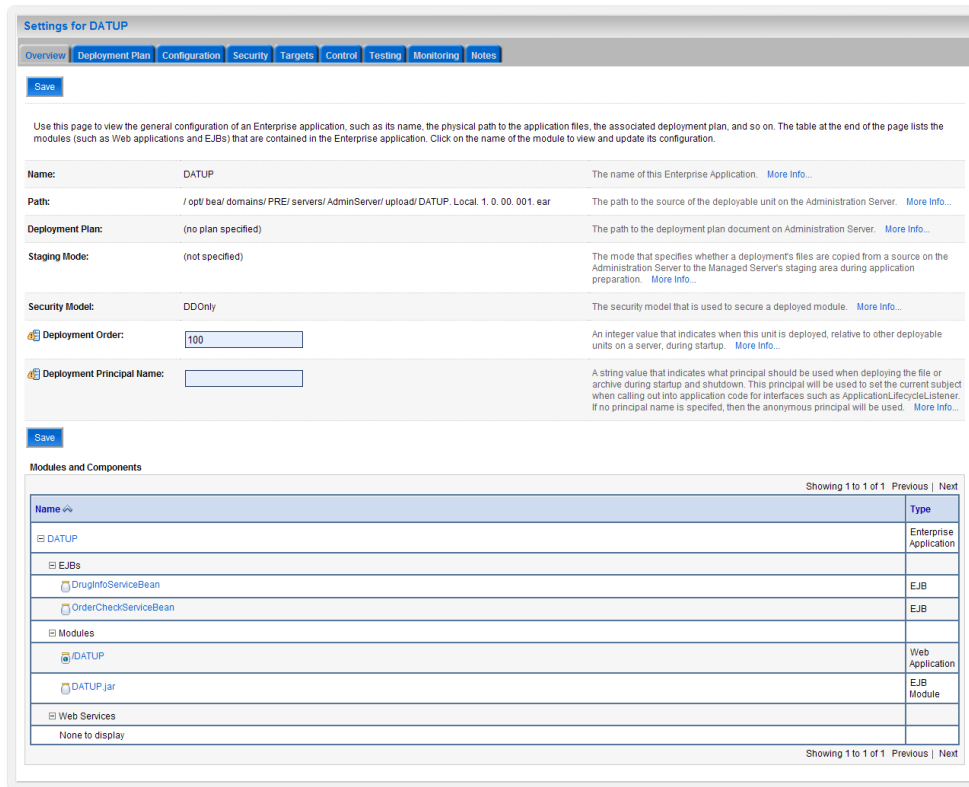 Settings for DATUP
Overview Deployment Plan Configuration Security Targets Control Testing Monitoring Notes
Save
Use this page to view the general configuration of an Enterprise application, such as its name, the physical path to the application files, the associated deployment plan, and so on. The table at the end of the page lists the
modules (such as Web applications and EJBs) that are contained in the Enterprise application. Click on the name of the module to view and update its configuration.
Name: DATUP The name of this Enterprise Application. More Info...
Path: / opt/ bea/ domains/ PRE/ servers/ AdminServer/ upload/ DATUP. Local. 1. 0. 00. 001. ear The path to the source of the deployable unit on the Administration Server. More Info...
Deployment Plan: (no plan specified) The path to the deployment plan document on Administration Server. More Info...
Staging Mode: (not specified) The mode that specifies whether a deployment's files are copied from a source on the
Administration Server to the Managed Server's staging area during application
preparation. More Info...
Security Model: DDOnly The security model that is used to secure a deployed module. More Info...
Deployment Order: 100 An integer value that indicates when this unit is deployed, relative to other deployable
units on a server, during startup. More Info...
Deployment Principal Name: A string value that indicates what principal should be used when deploying the file or
archive during startup and shutdown. This principal will be used to set the current subject
when calling out into application code for interfaces such as ApplicationLifecycleListener.
If no principal name is specifed, then the anonymous principal will be used. More Info...
Save
Modules and Components
Showing 1 to 1 of 1 Previous | Next
Name Type
DATUP Enterprise
Application
EJBs
DrugInfoServiceBean EJB
OrderCheckServiceBean EJB
Modules
/DATUP Web
Application
DATUP.jar EJB
Module
Web Services
None to display
Showing 1 to 1 of 1 Previous | Next